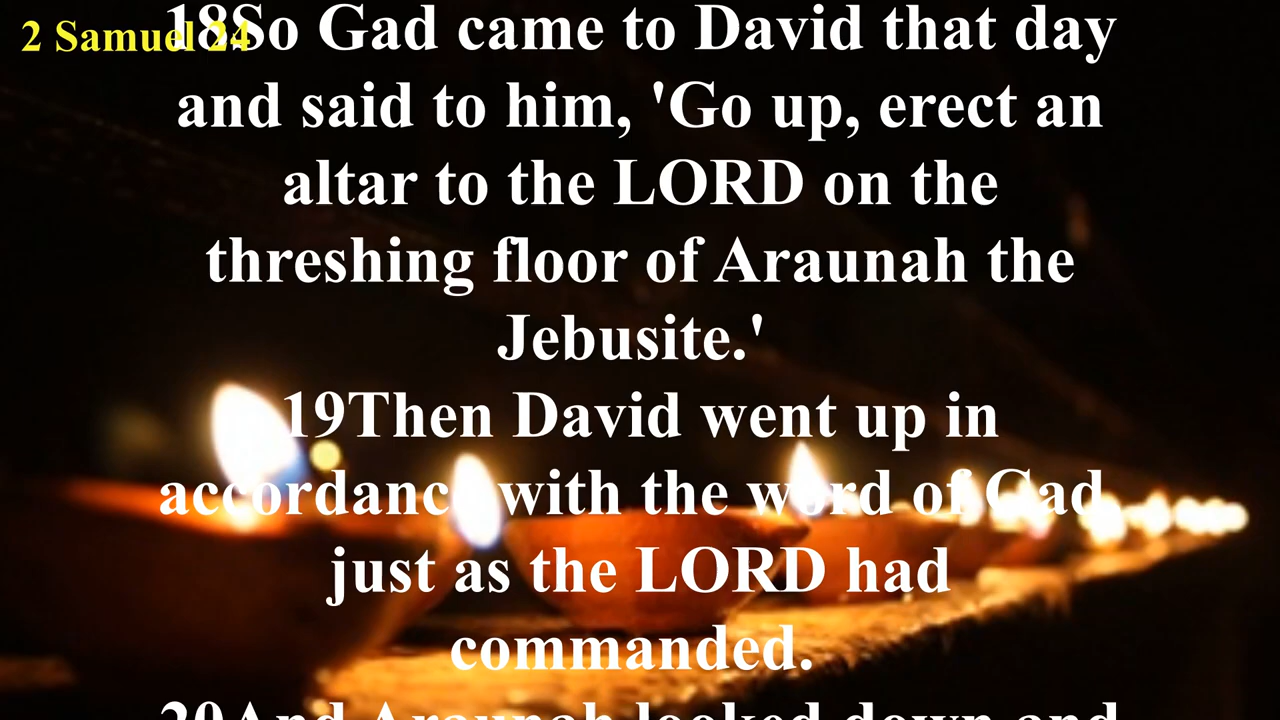 2 Samuel 24
18So Gad came to David that day
and said to him, 'Go up, erect an
altar to the LORD on the
threshing floor of Araunah the
Jebusite.'
19Then David went up in
accordance with the word of Gad,
just as the LORD had
commanded.
20And Araunah looked down and